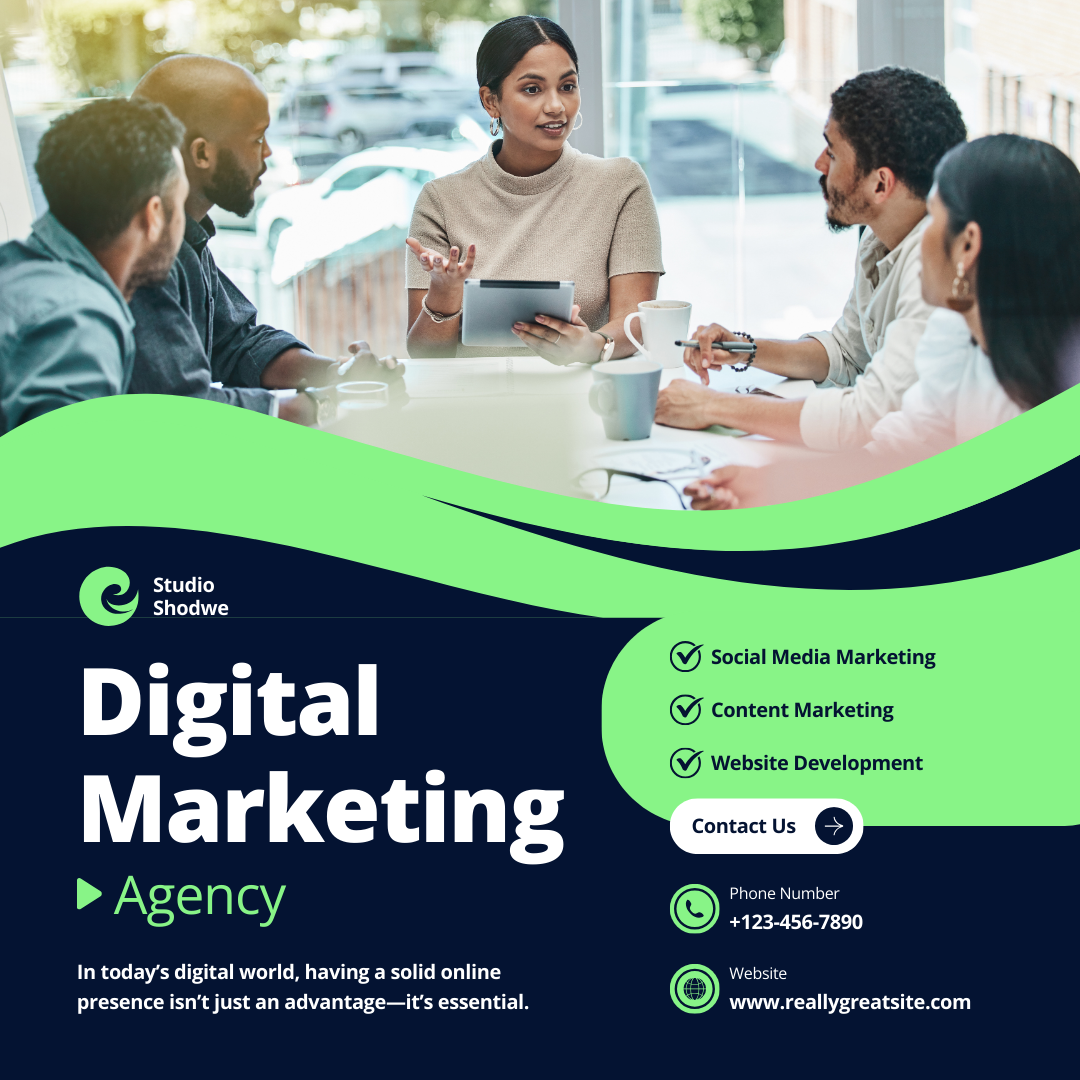 Studio
Shodwe
Digital
Marketing
Agency
In today’s digital world, having a solid online
presence isn’t just an advantage—it’s essential.
Social Media Marketing
Content Marketing
Website Development
Contact Us
Phone Number
+123-456-7890
Website
www.reallygreatsite.com